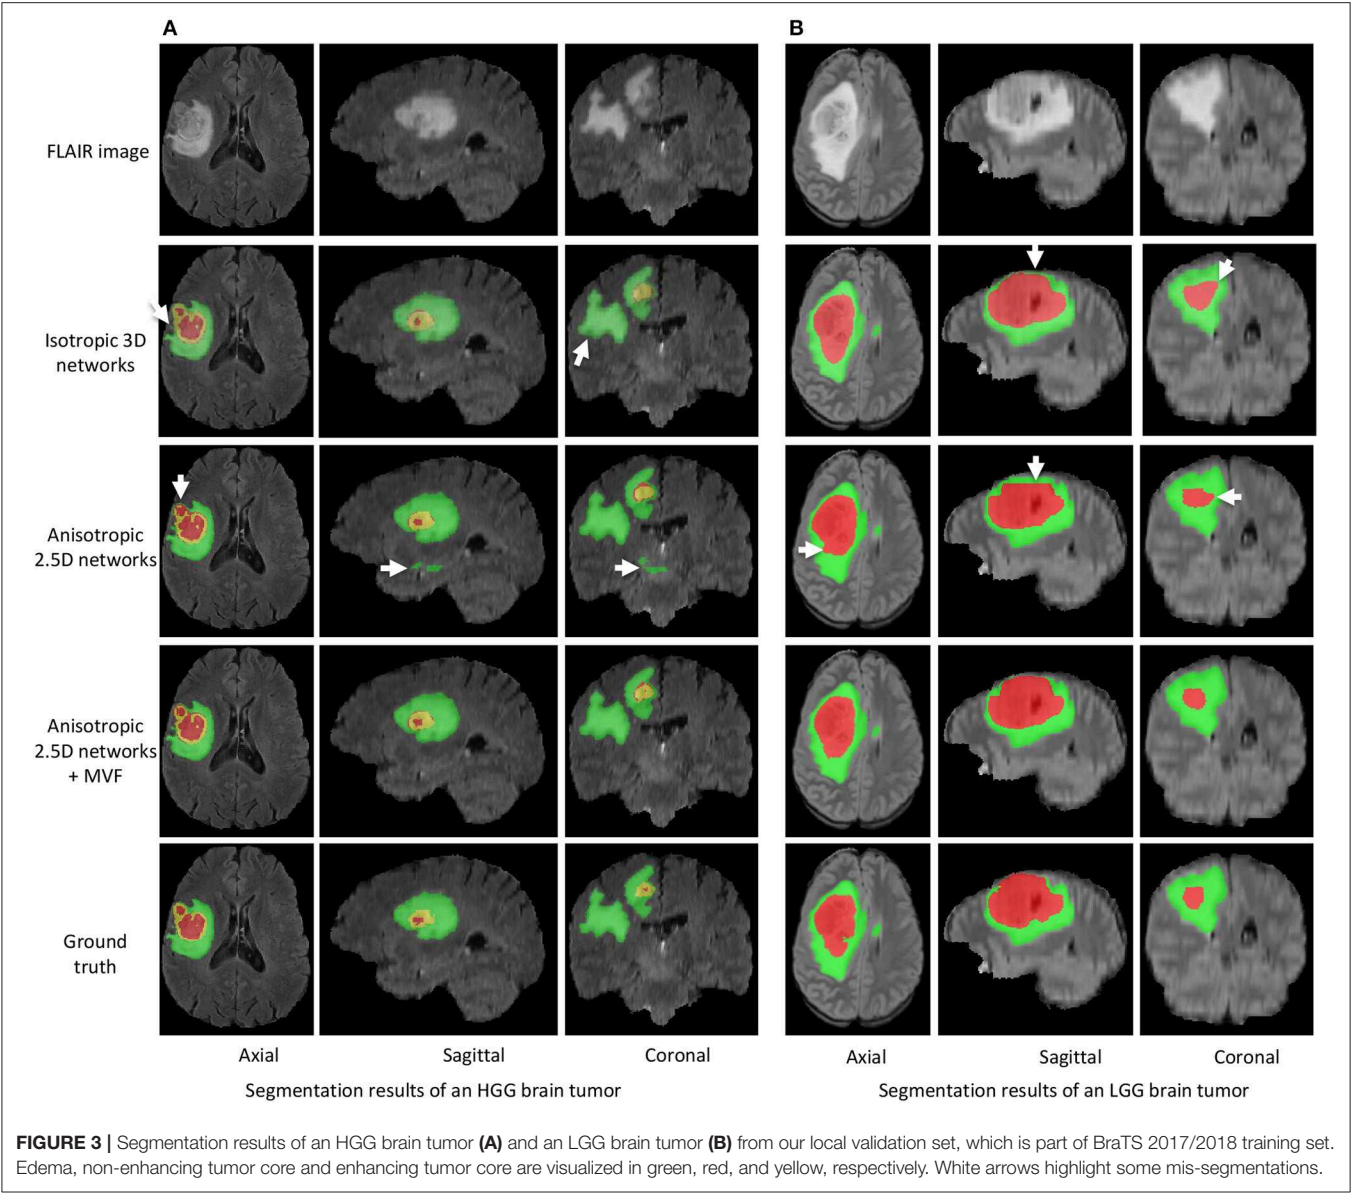 A
B
FLAIR image
Isotropic 3D
networks
Anisotropic
2.5D networks
Anisotropic
2.5D networks
+ MVF
Ground
truth
Axial
Sagittal
Coronal
Axial
Sagittal
Coronal
Segmentation results of an HGG brain tumor
Segmentation results of an LGG brain tumor
FIGURE 3 | Segmentation results of an HGG brain tumor (A) and an LGG brain tumor (B) from our local validation set, which is part of BraTS 2017/2018 training set.
Edema, non-enhancing tumor core and enhancing tumor core are visualized in green, red, and yellow, respectively. White arrows highlight some mis-segmentations.